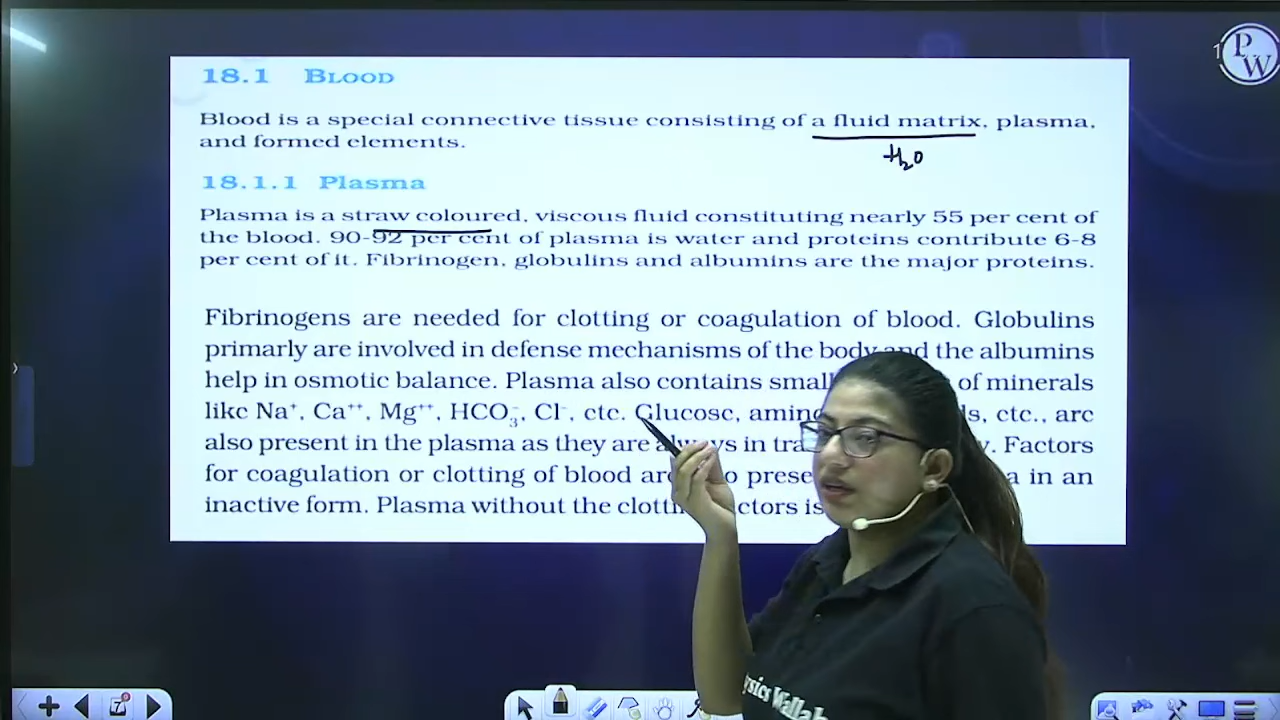 18.1 BLOOD
Blood is a special connective tissue consisting of a fluid matrix, plasma,
and formed elements.
H₂O
18.1.1 Plasma
Plasma is a straw coloured, viscous fluid constituting nearly 55 per cent of
the blood. 90-92 per cent of plasma is water and proteins contribute 6-8
per cent of it. Fibrinogen, globulins and albumins are the major proteins.
Fibrinogens are needed for clotting or coagulation of blood. Globulins
primarily are involved in defense mechanisms of the body and the albumins
help in osmotic balance. Plasma also contains small of minerals
like Na⁺, Ca⁺⁺, Mg⁺⁺, HCO₃⁻, Cl⁻, etc. Glucose, amino etc., are
also present in the plasma as they are always in Factors
for coagulation or clotting of blood are in an
inactive form. Plasma without the is
PW